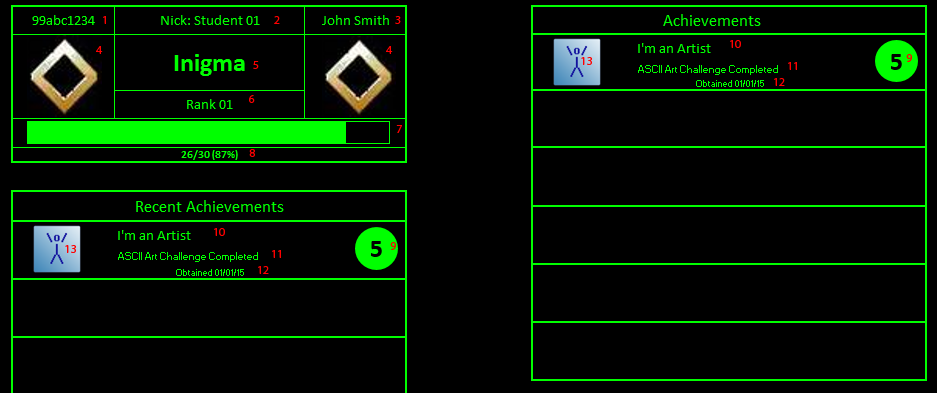 99abc1234 1 Nick: Student 01 2 John Smith 3
4 4
Inigma 5
Rank 01 6
7
26/30 (87%) 8
Recent Achievements
\o/ 13 I'm an Artist 10
ASCII Art Challenge Completed 11
Obtained 01/01/15 12
5 9
Achievements
\o/ 13 I'm an Artist 10
ASCII Art Challenge Completed 11
Obtained 01/01/15 12
5 9